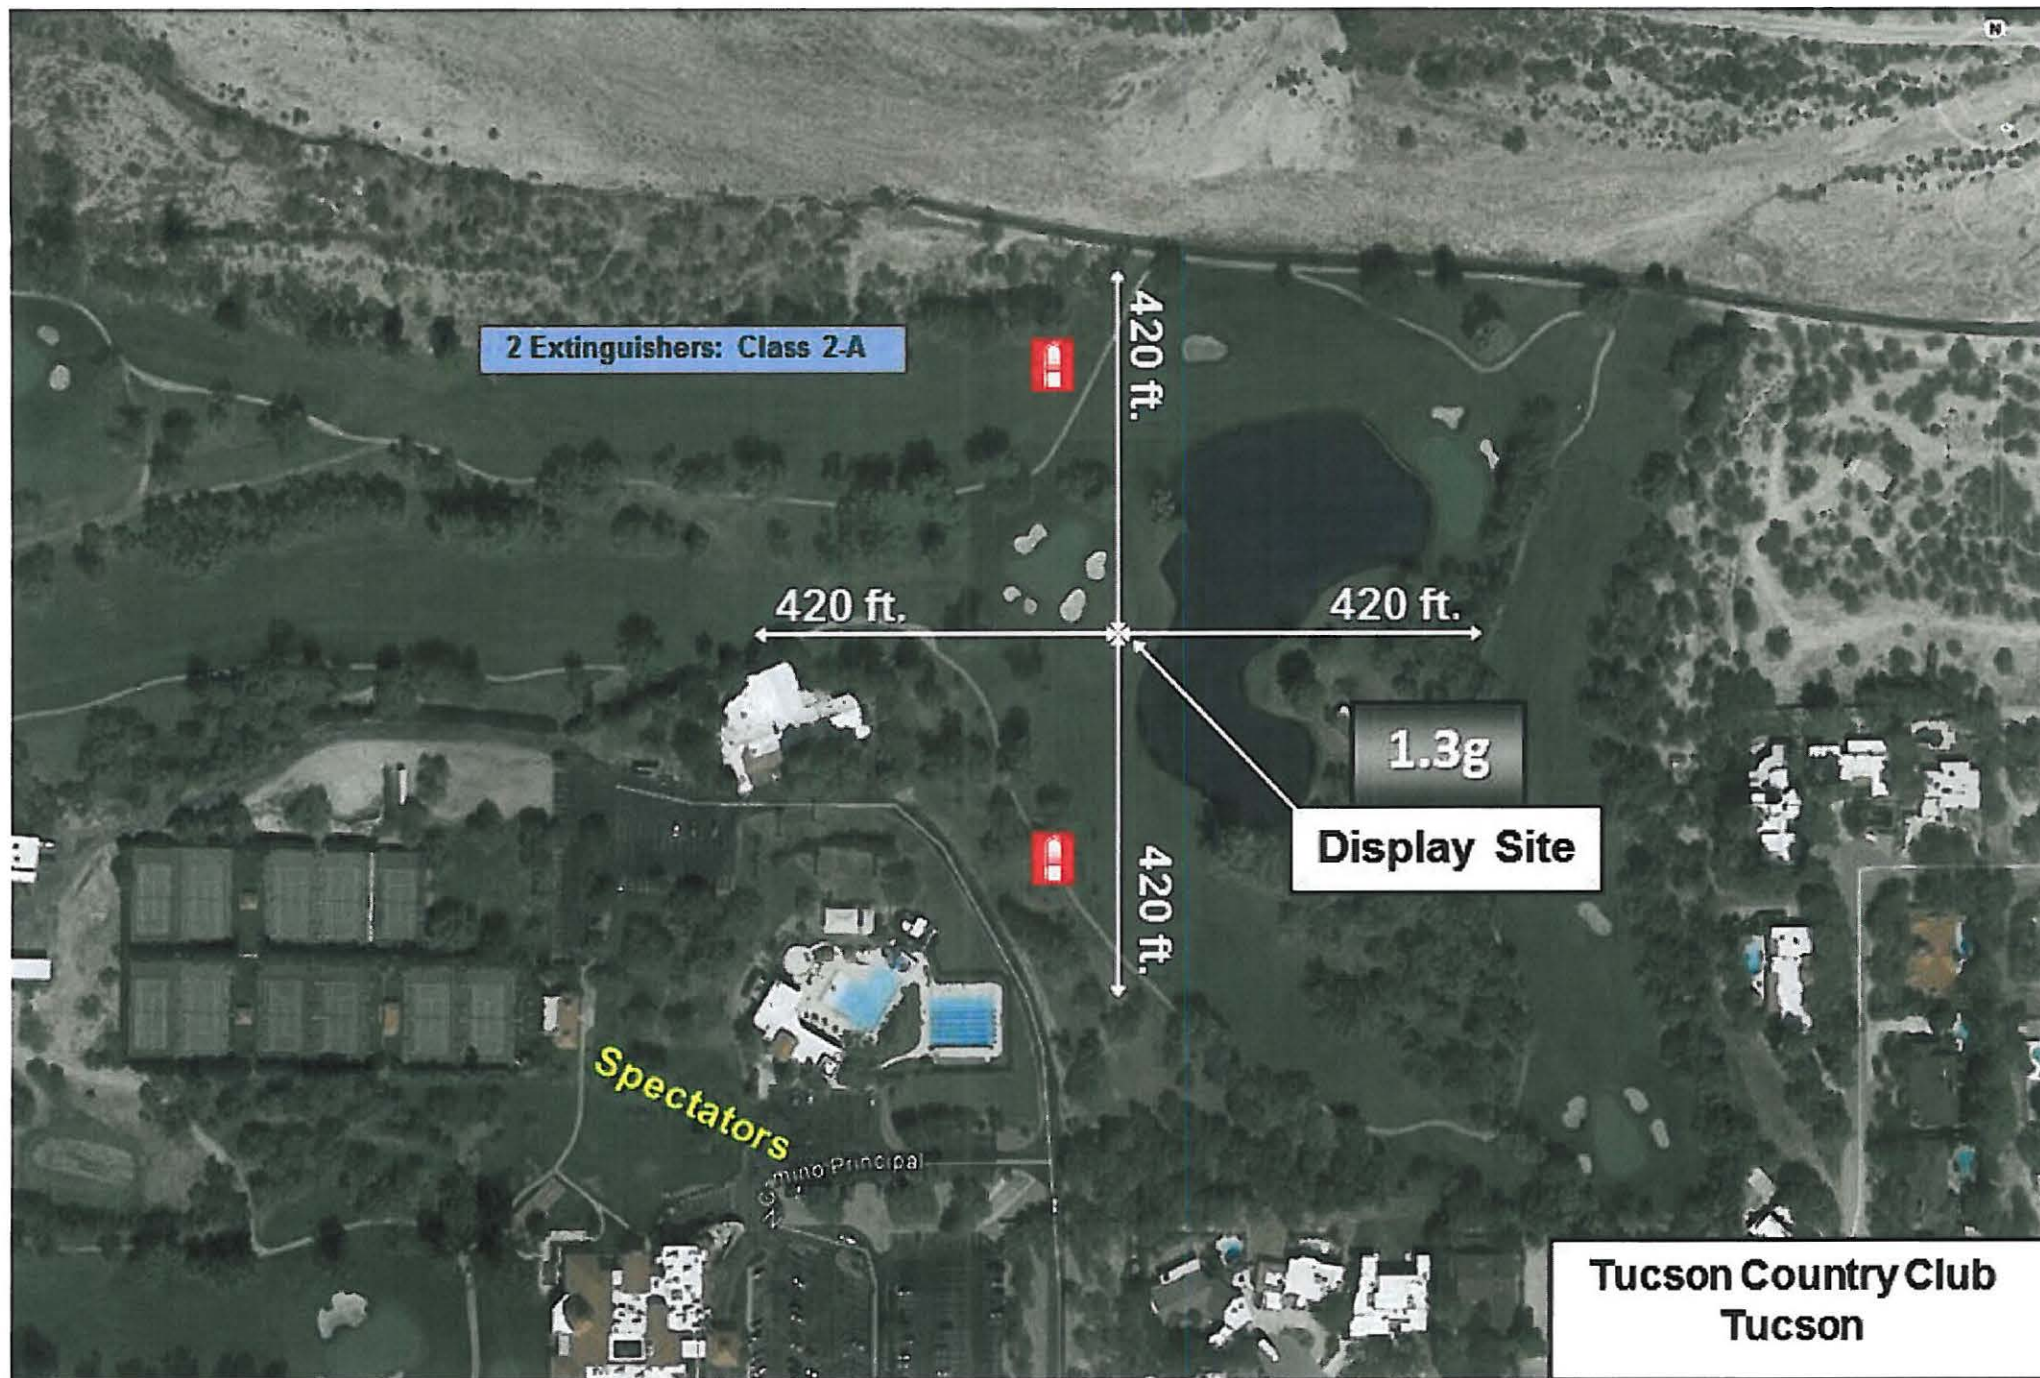 N
2 Extinguishers: Class 2-A
420 ft.
420 ft.
420 ft.
1.3g
Display Site
420 ft.
Spectators
mino Principal
Tucson Country Club
Tucson